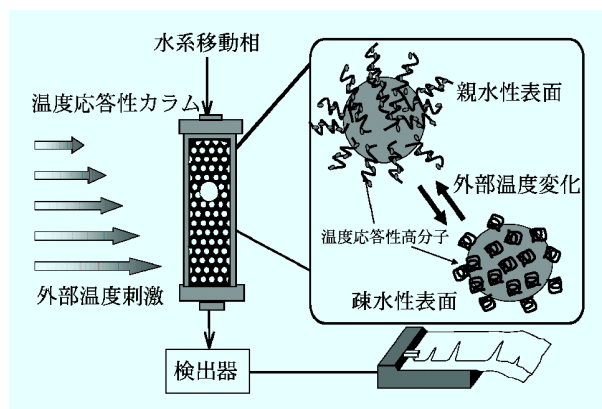 水系移動相
温度応答性カラム
外部温度刺激
検出器
親水性表面
外部温度変化
温度応答性高分子
疎水性表面